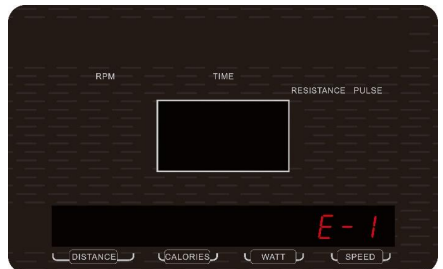 RPM TIME
RESISTANCE PULSE
E-1
DISTANCE CALORIES WATT SPEED